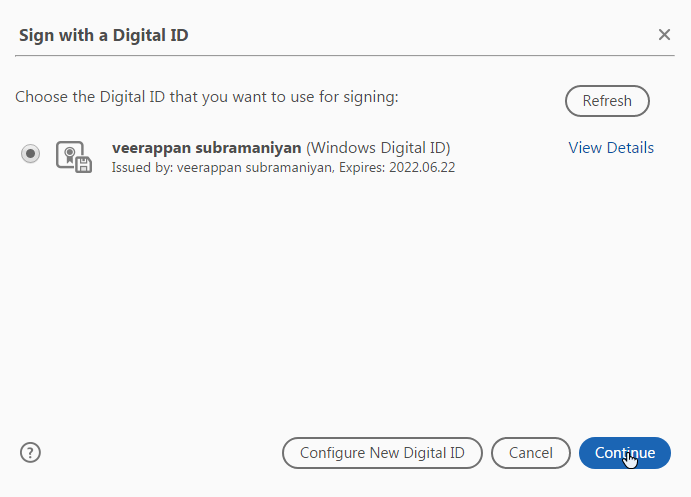 Sign with a Digital ID
Choose the Digital ID that you want to use for signing:
Refresh
veerappan subramaniyan (Windows Digital ID)
View Details
Issued by: veerappan subramaniyan, Expires: 2022.06.22
?
Configure New Digital ID
Cancel
Continue